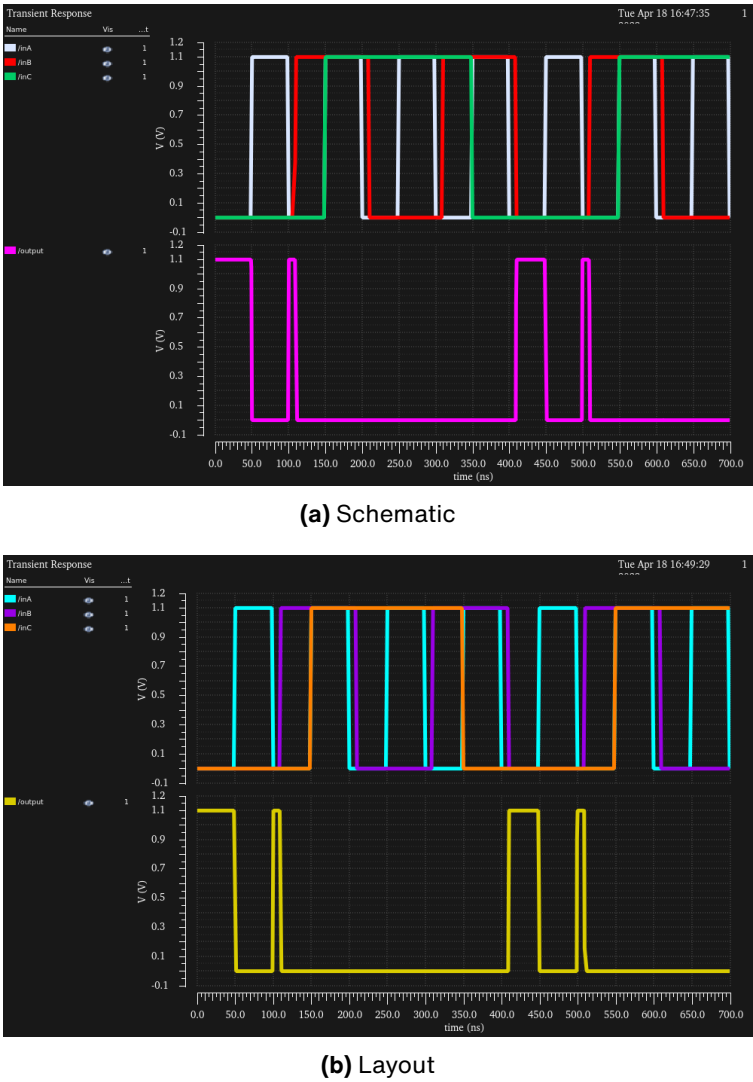 Transient Response
Tue Apr 18 16:47:35
1
Name Vis ...t
/inA 1
/inB 1
/inC 1
1.2
1.1
0.9
0.7
0.5
0.3
0.1
-0.1
V (V)
/output 1
1.2
1.1
0.9
0.7
0.5
0.3
0.1
-0.1
V (V)
0.0 50.0 100.0 150.0 200.0 250.0 300.0 350.0 400.0 450.0 500.0 550.0 600.0 650.0 700.0
time (ns)
(a) Schematic
Transient Response
Tue Apr 18 16:49:29
1
Name Vis ...t
/inA 1
/inB 1
/inC 1
1.2
1.1
0.9
0.7
0.5
0.3
0.1
-0.1
V (V)
/output 1
1.2
1.1
0.9
0.7
0.5
0.3
0.1
-0.1
V (V)
0.0 50.0 100.0 150.0 200.0 250.0 300.0 350.0 400.0 450.0 500.0 550.0 600.0 650.0 700.0
time (ns)
(b) Layout